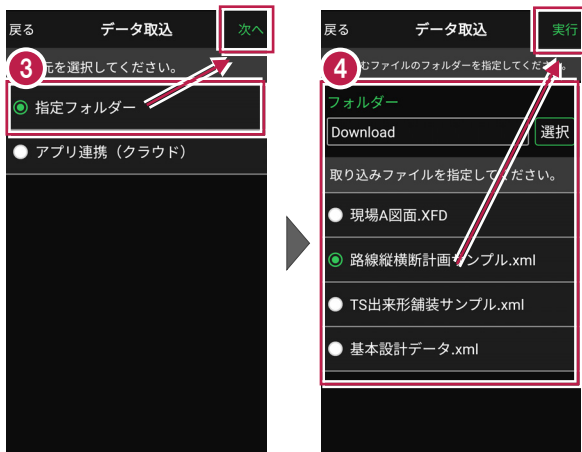 戻る データ取込 次へ
3 元を選択してください。
指定フォルダー
アプリ連携（クラウド）
戻る データ取込 実行
4 むファイルのフォルダーを指定してください。
フォルダー
Download 選択
取り込みファイルを指定してください。
現場A図面.XFD
路線縦横断計画サンプル.xml
TS出来形舗装サンプル.xml
基本設計データ.xml